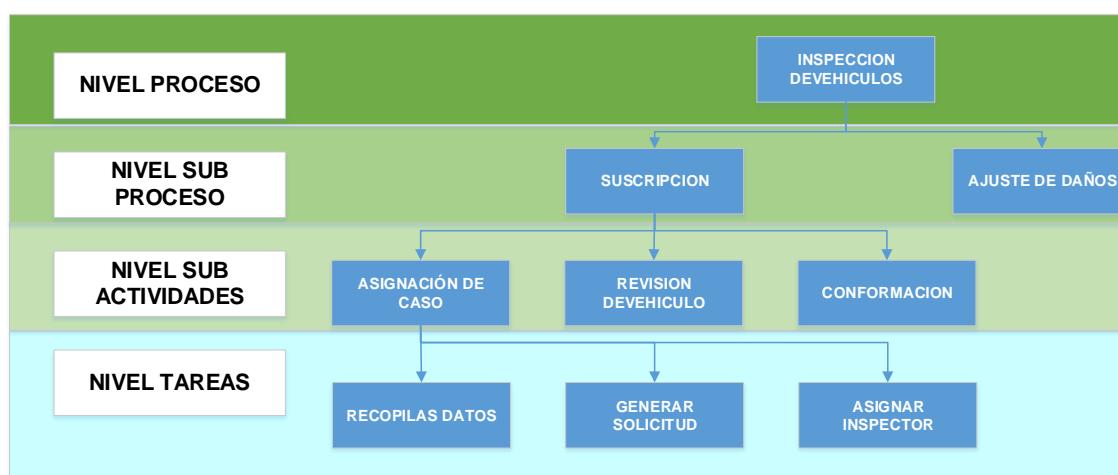 NIVEL PROCESO
INSPECCION
DEVEHICULOS
NIVEL SUB
PROCESO
SUSCRIPCION
AJUSTE DE DAÑOS
NIVEL SUB
ACTIVIDADES
ASIGNACIÓN DE
CASO
REVISION
DEVEHICULO
CONFORMACION
NIVEL TAREAS
RECOPILAS DATOS
GENERAR
SOLICITUD
ASIGNAR
INSPECTOR